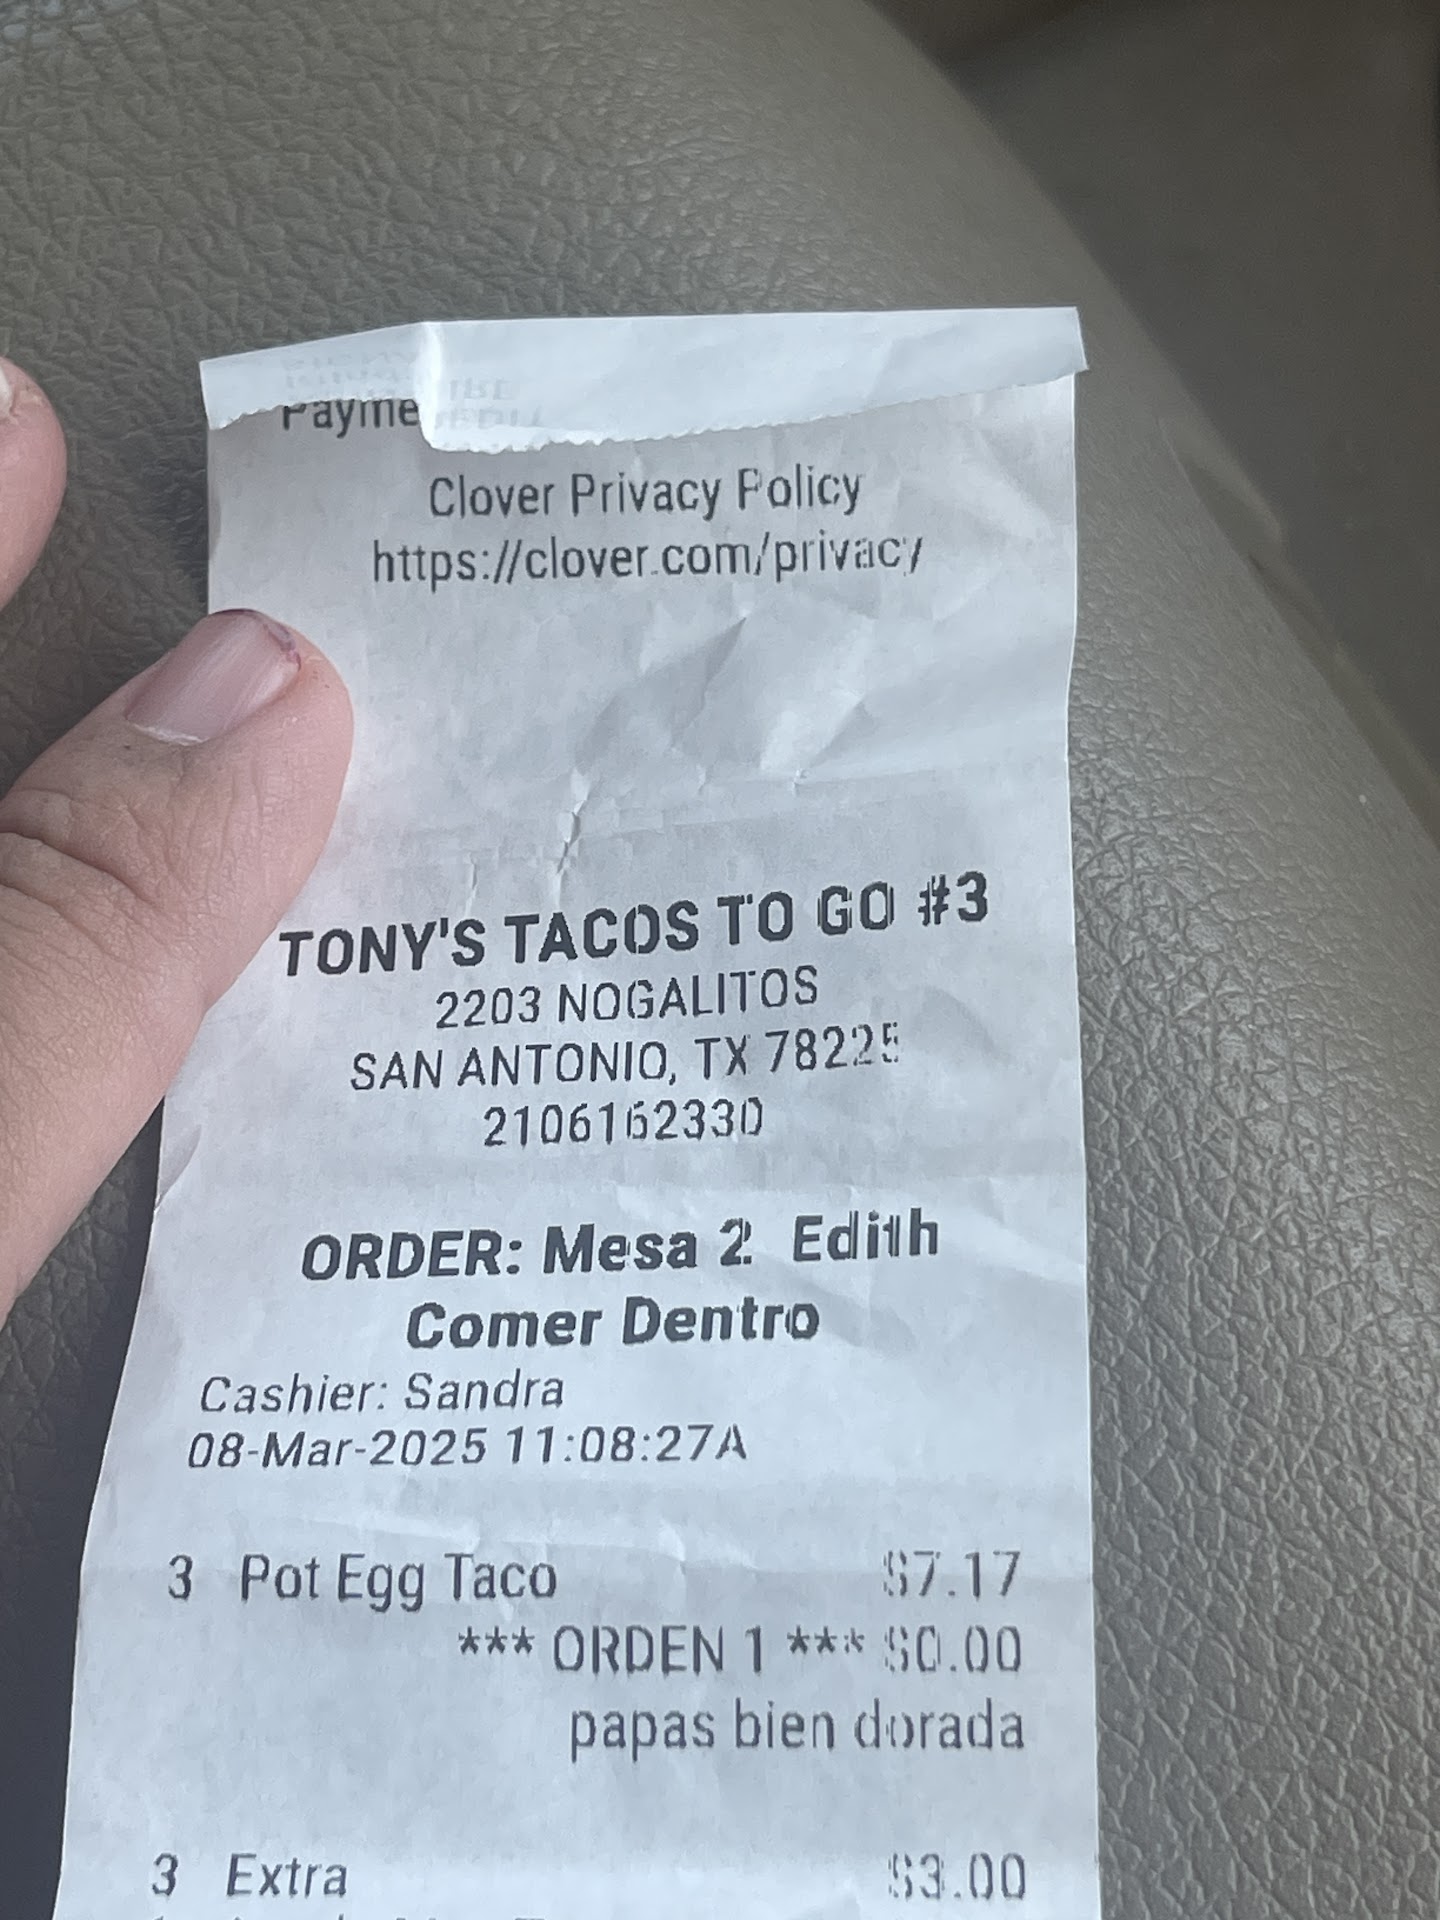 Payme
Clover Privacy Policy
https://clover.com/privacy
TONY'S TACOS TO GO #3
2203 NOGALITOS
SAN ANTONIO, TX 78225
2106162330
ORDER: Mesa 2 Edith
Comer Dentro
Cashier: Sandra
08-Mar-2025 11:08:27A
3 Pot Egg Taco $7.17
*** ORDEN 1 *** $0.00
papas bien dorada
3 Extra $3.00